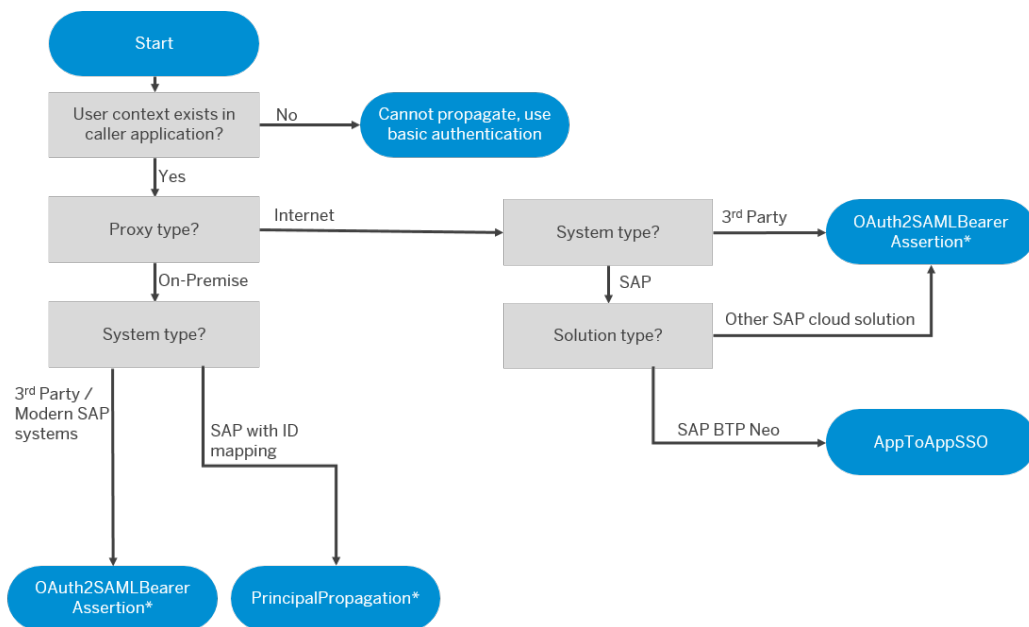 Start
User context exists in
caller application?
No
Cannot propagate, use
basic authentication
Yes
Proxy type?
Internet
System type?
3rd Party
OAuth2SAMLBearer
Assertion*
On-Premise
SAP
System type?
Solution type?
Other SAP cloud solution
3rd Party /
Modern SAP
systems
SAP with ID
mapping
SAP BTP Neo
AppToAppSSO
OAuth2SAMLBearer
Assertion*
PrincipalPropagation*